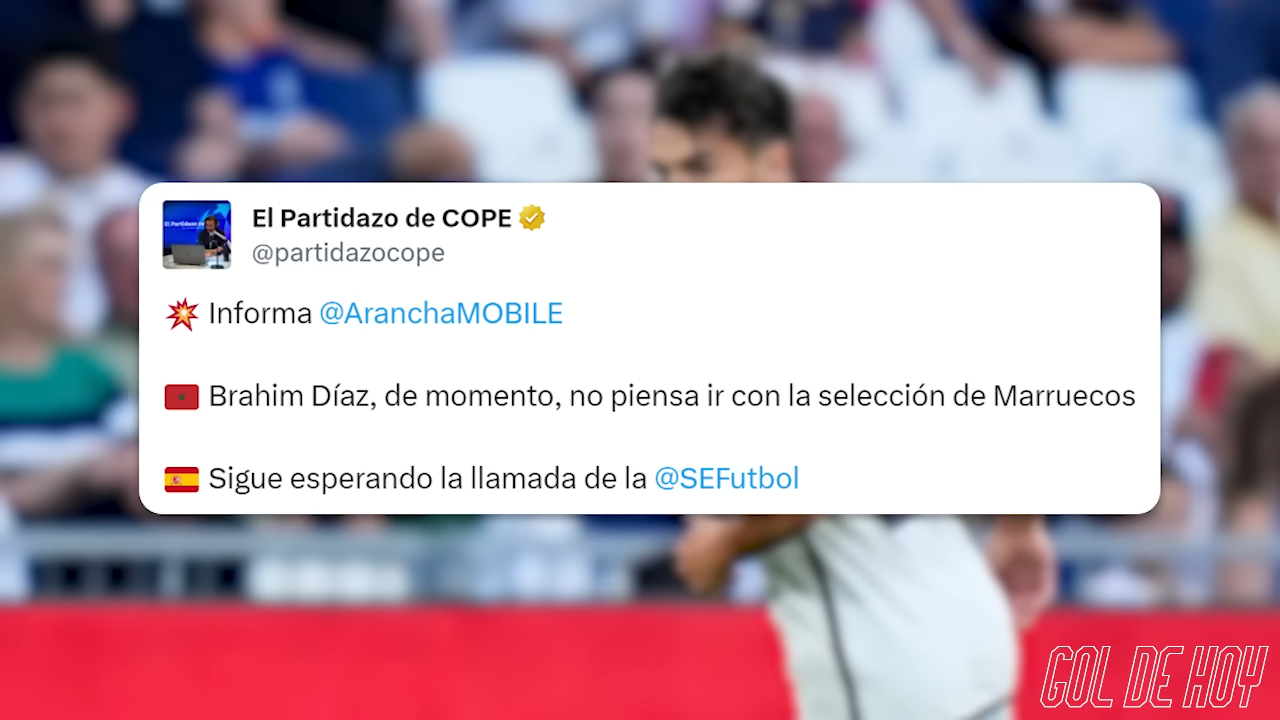 El Partidazo de COPE
@partidazocope
💥 Informa @AranchaMOBILE
🇲🇦 Brahim Díaz, de momento, no piensa ir con la selección de Marruecos
🇪🇸 Sigue esperando la llamada de la @SEFutbol
GOL DE HOY